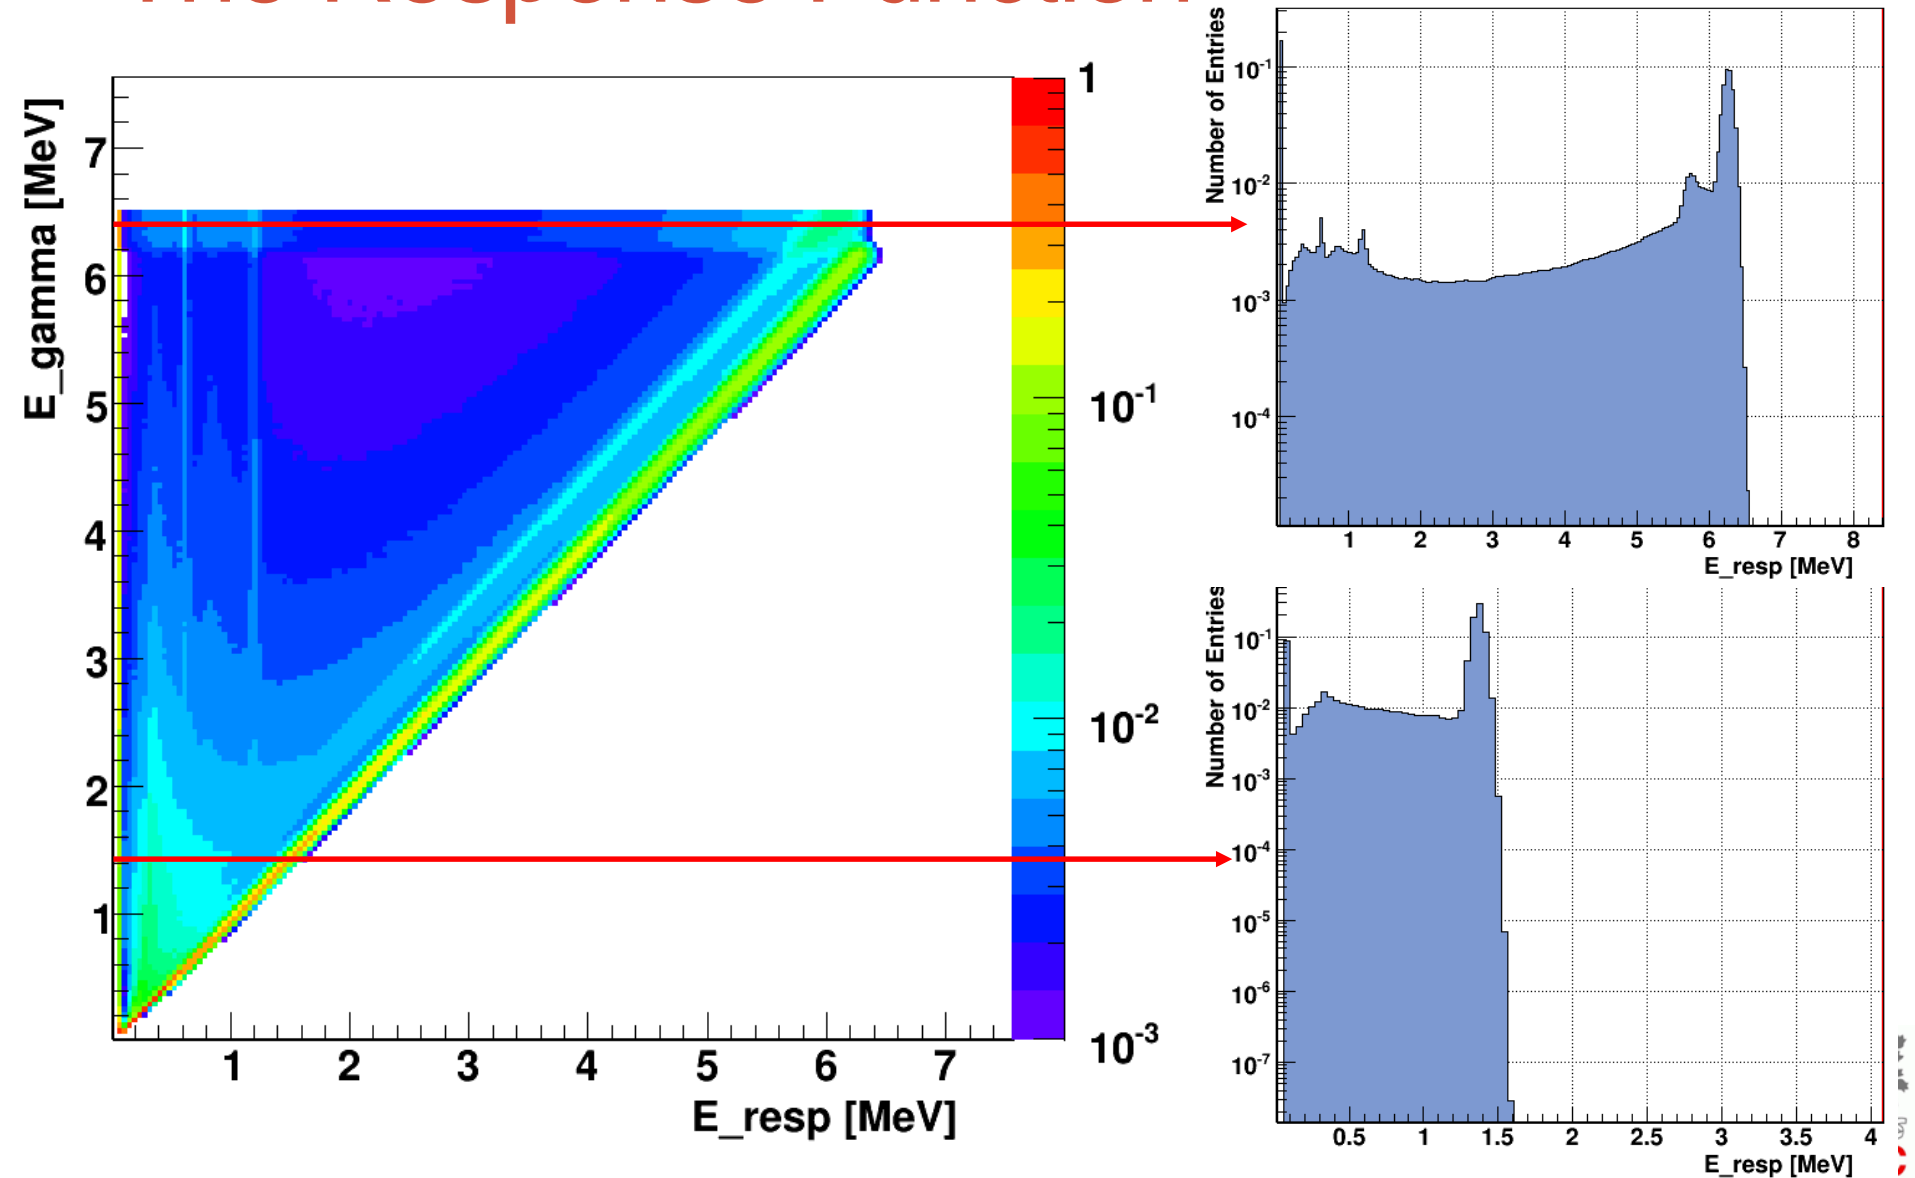 The Response Function
E_gamma [MeV]
7
6
5
4
3
2
1
1 2 3 4 5 6 7
E_resp [MeV]
1
10⁻¹
10⁻²
10⁻³
Number of Entries
10⁻¹
10⁻²
10⁻³
10⁻⁴
1 2 3 4 5 6 7 8
E_resp [MeV]
Number of Entries
10⁻¹
10⁻²
10⁻³
10⁻⁴
10⁻⁵
10⁻⁶
10⁻⁷
0.5 1 1.5 2 2.5 3 3.5 4
E_resp [MeV]